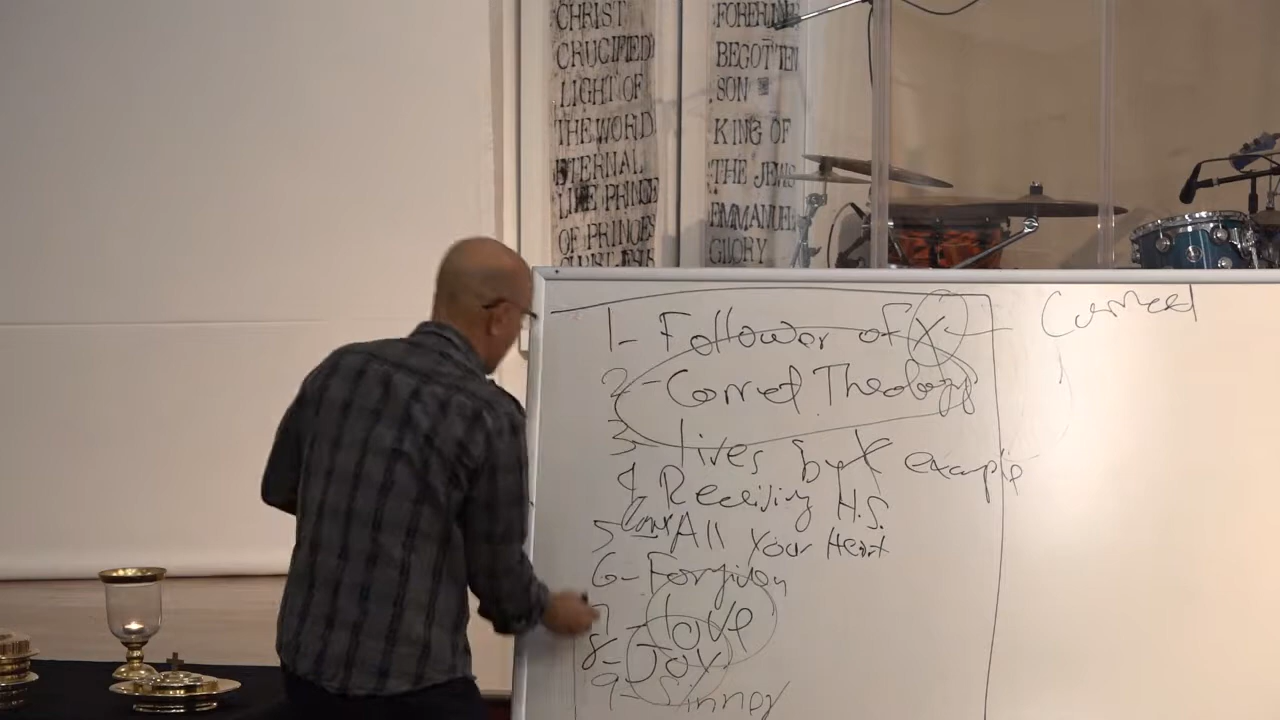 CHRIST
CRUCIFIED
LIGHT OF
THE WORD
ETERNAL
LIFE PRINCE
OF PRINCES
BEGOTTEN
SON
KING OF
THE JEWS
EMMANUEL
GLORY
1- Follower of X
2- Correct Theology
3- Lives by X example
4 Receiving H.S.
5 Love All Your Heart
6- Forgiven
7 - Love
8- Joy
9- Sinner